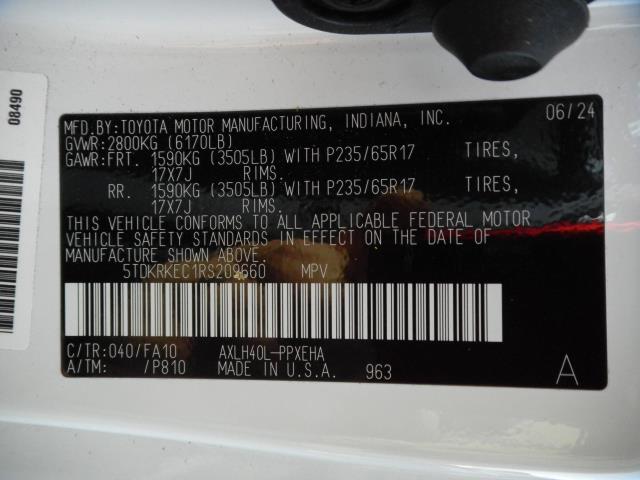 08490
MFD.BY:TOYOTA MOTOR MANUFACTURING, INDIANA, INC. 06/24
GVWR:2800KG (6170LB)
GAWR:FRT. 1590KG (3505LB) WITH P235/65R17 TIRES,
17X7J RIMS.
RR. 1590KG (3505LB) WITH P235/65R17 TIRES,
17X7J RIMS.
THIS VEHICLE CONFORMS TO ALL APPLICABLE FEDERAL MOTOR
VEHICLE SAFETY STANDARDS IN EFFECT ON THE DATE OF
MANUFACTURE SHOWN ABOVE.
5TDKRKEC1RS209660 MPV
C/TR:040/FA10 AXLH40L-PPXEHA
A/TM: /P810 MADE IN U.S.A. 963 A